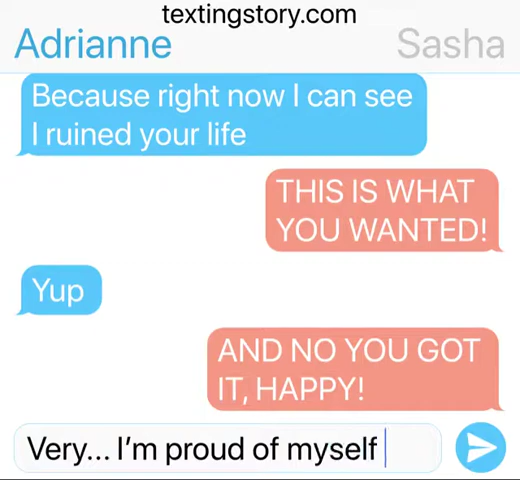 textingstory.com
Adrianne
Sasha
Because right now I can see
I ruined your life
THIS IS WHAT
YOU WANTED!
Yup
AND NO YOU GOT
IT, HAPPY!
Very... I'm proud of myself